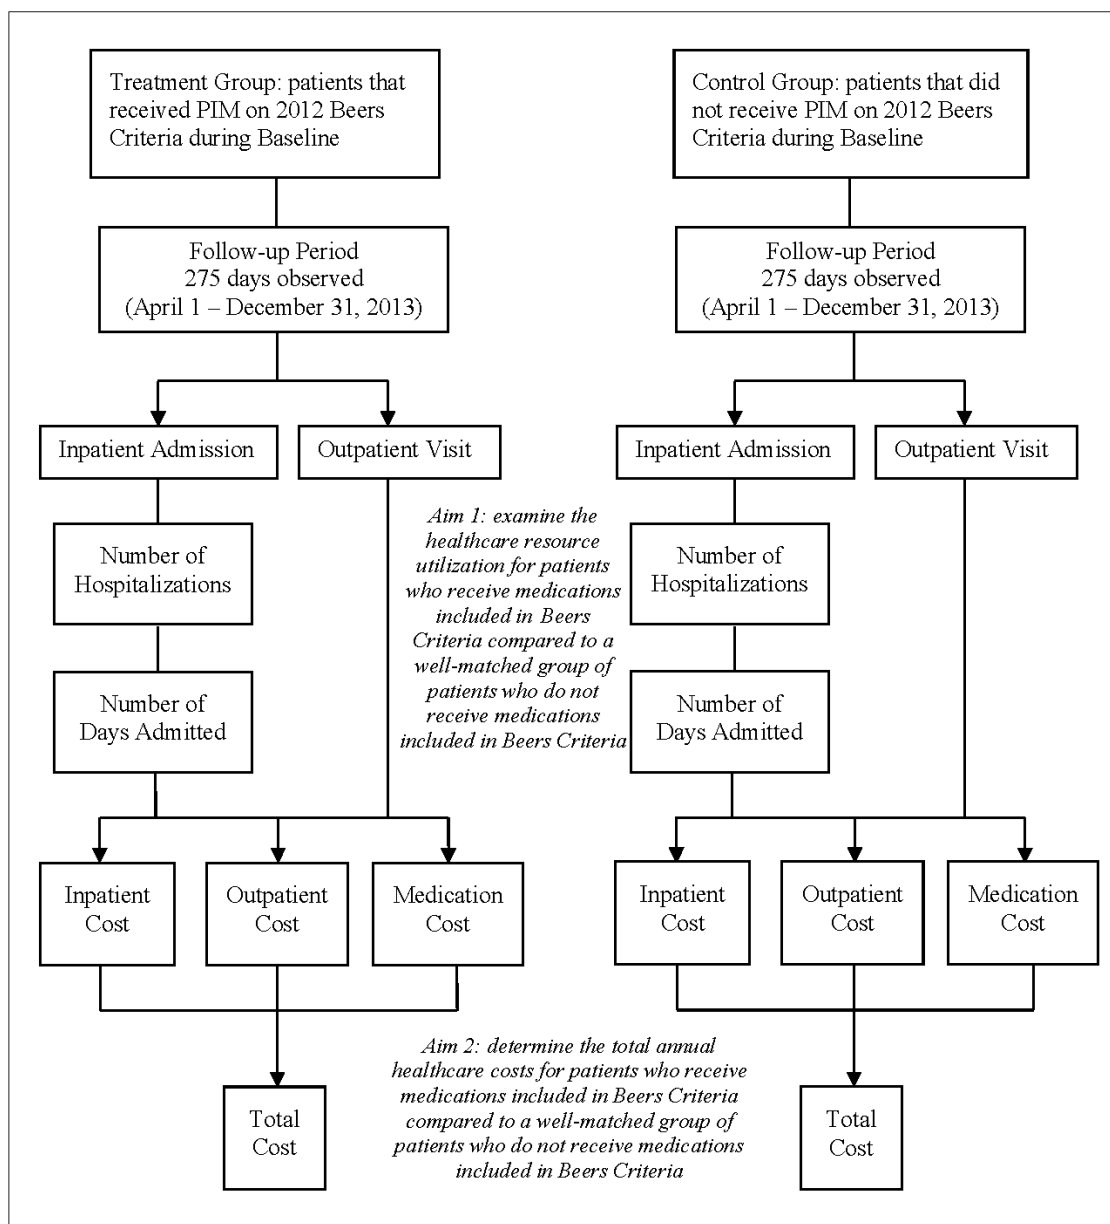 Treatment Group: patients that
received PIM on 2012 Beers
Criteria during Baseline
Control Group: patients that did
not receive PIM on 2012 Beers
Criteria during Baseline
Follow-up Period
275 days observed
(April 1 – December 31, 2013)
Follow-up Period
275 days observed
(April 1 – December 31, 2013)
Inpatient Admission
Outpatient Visit
Inpatient Admission
Outpatient Visit
Number of
Hospitalizations
Aim 1: examine the
healthcare resource
utilization for patients
who receive medications
included in Beers
Criteria compared to a
well-matched group of
patients who do not
receive medications
included in Beers Criteria
Number of
Hospitalizations
Number of
Days Admitted
Number of
Days Admitted
Inpatient
Cost
Outpatient
Cost
Medication
Cost
Inpatient
Cost
Outpatient
Cost
Medication
Cost
Aim 2: determine the total annual
healthcare costs for patients who receive
medications included in Beers Criteria
compared to a well-matched group of
patients who do not receive medications
included in Beers Criteria
Total
Cost
Total
Cost